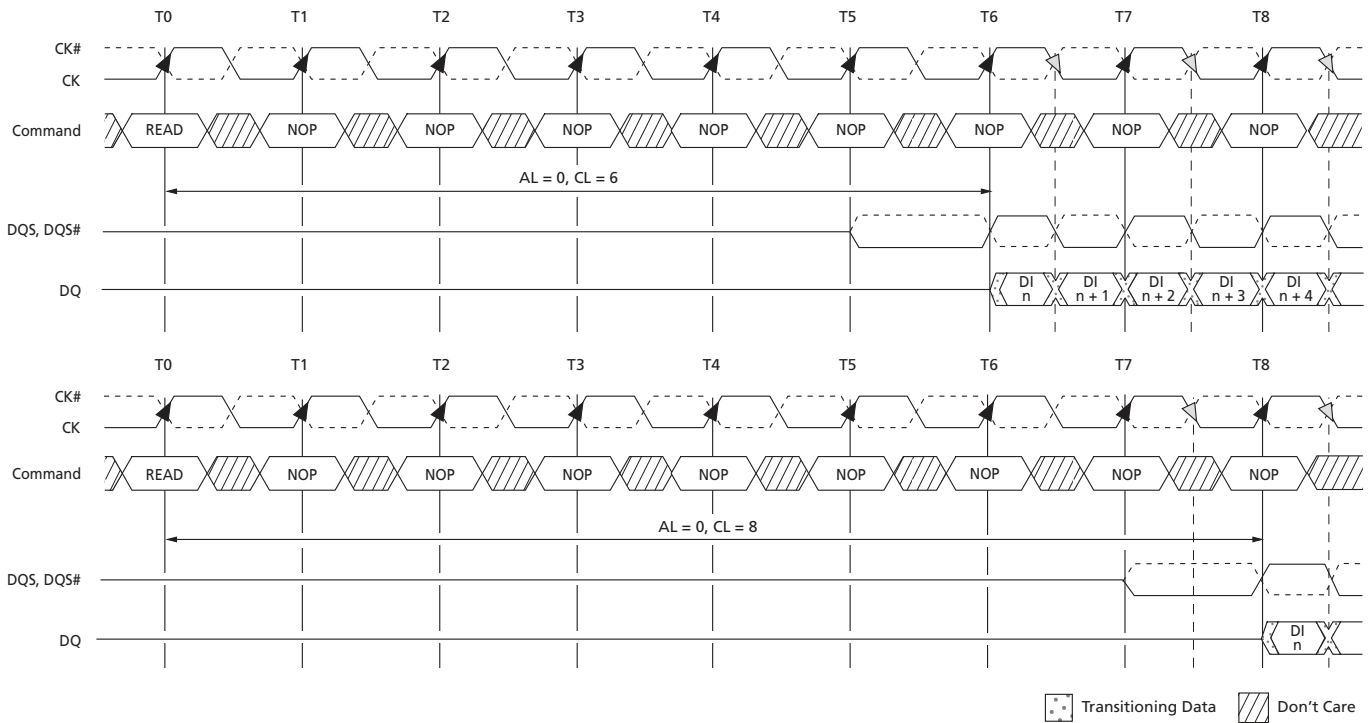 T0 T1 T2 T3 T4 T5 T6 T7 T8
CK#
CK
Command READ NOP NOP NOP NOP NOP NOP NOP NOP
AL = 0, CL = 6
DQS, DQS#
DQ DI n DI n + 1 DI n + 2 DI n + 3 DI n + 4
T0 T1 T2 T3 T4 T5 T6 T7 T8
CK#
CK
Command READ NOP NOP NOP NOP NOP NOP NOP NOP
AL = 0, CL = 8
DQS, DQS#
DQ DI n
Transitioning Data Don't Care